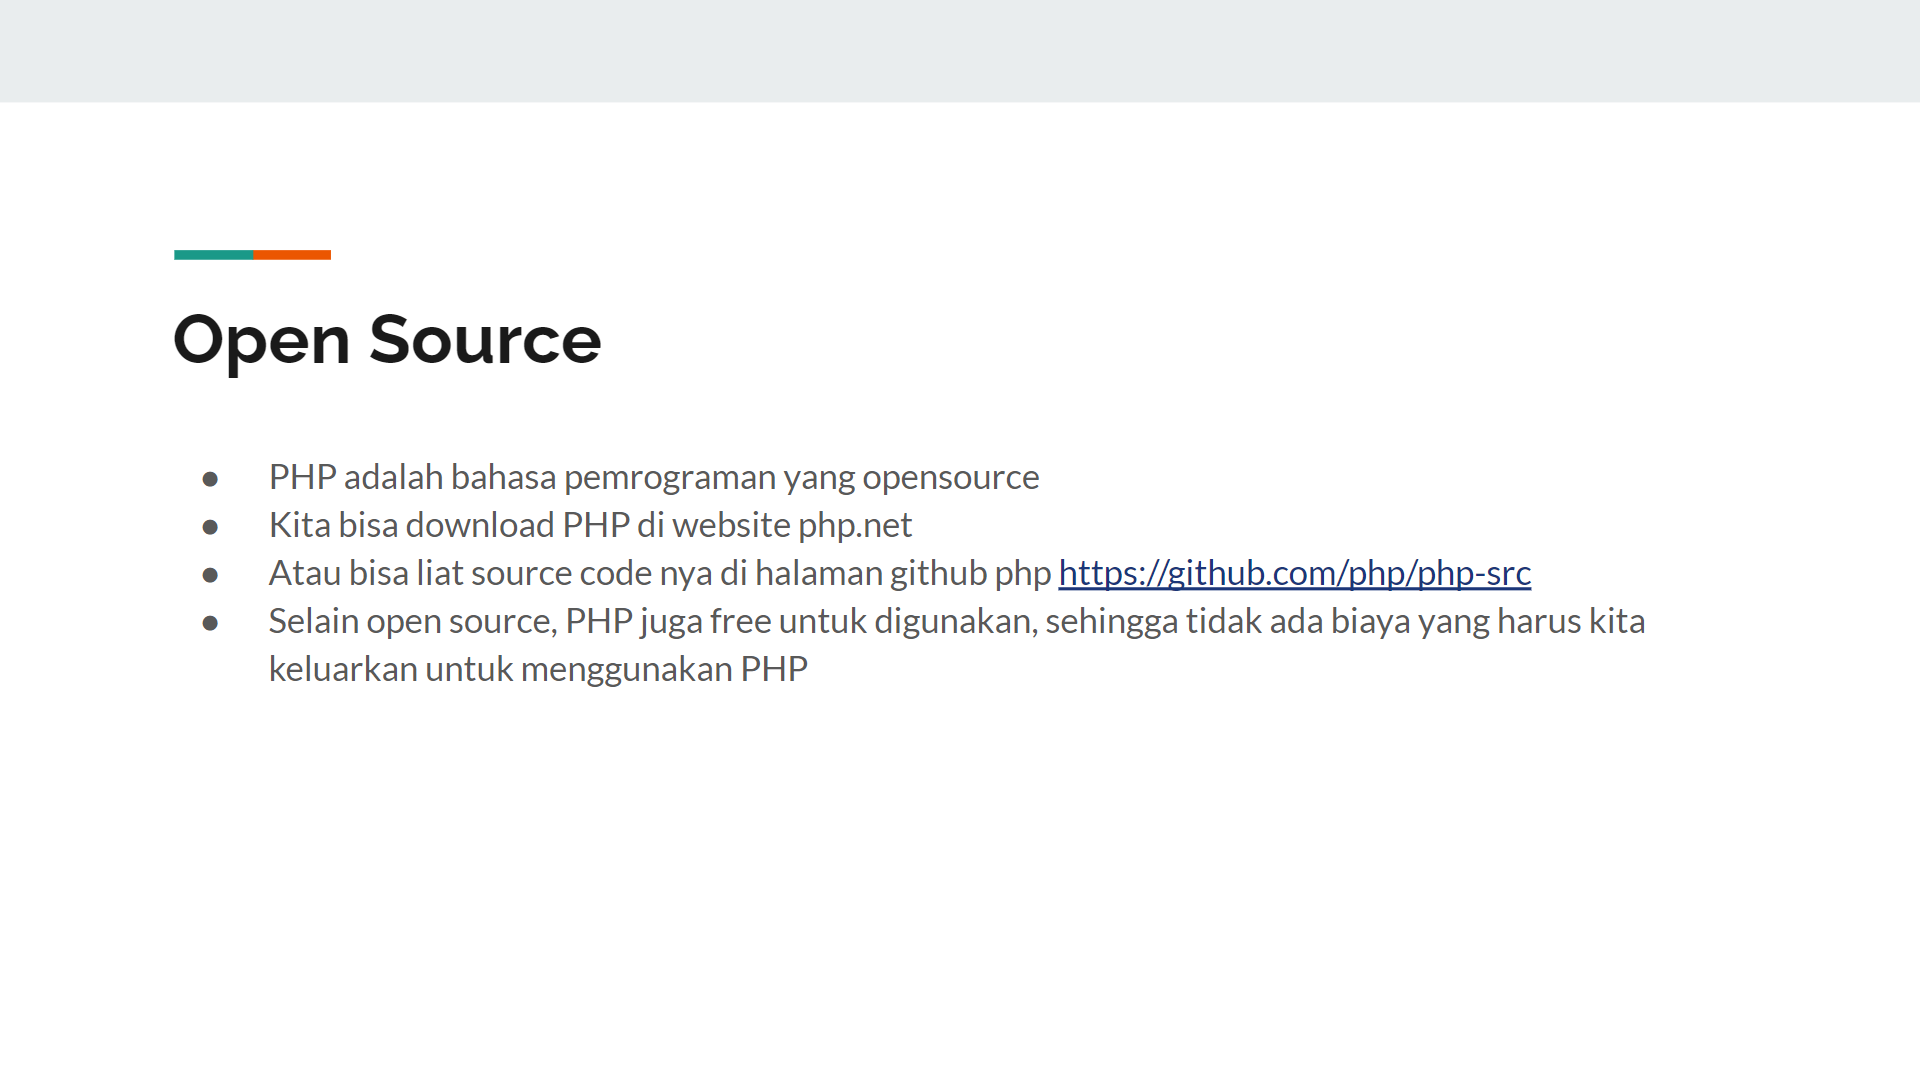 Open Source
● PHP adalah bahasa pemrograman yang opensource
● Kita bisa download PHP di website php.net
● Atau bisa liat source code nya di halaman github php https://github.com/php/php-src
● Selain open source, PHP juga free untuk digunakan, sehingga tidak ada biaya yang harus kita
keluarkan untuk menggunakan PHP